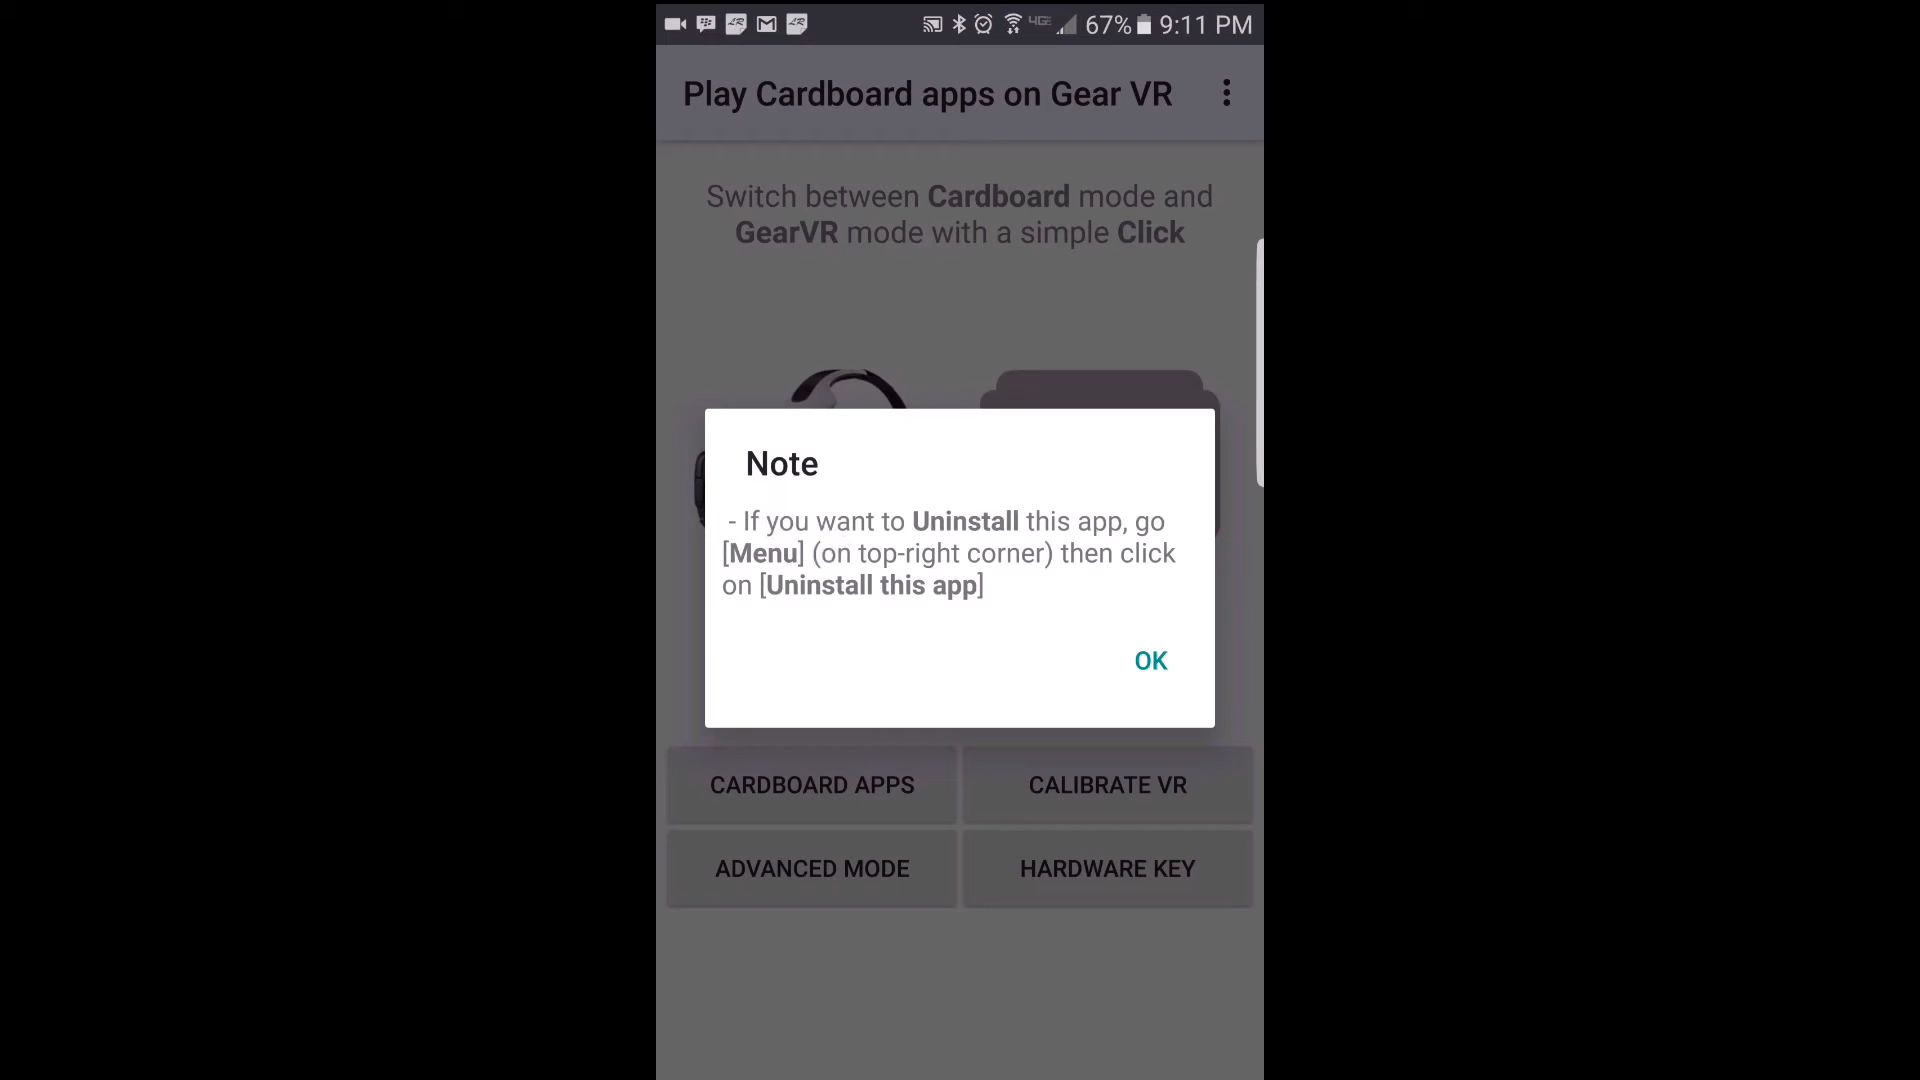 4GE 67% 9:11 PM
Play Cardboard apps on Gear VR
Switch between Cardboard mode and
GearVR mode with a simple Click
Note
- If you want to Uninstall this app, go
[Menu] (on top-right corner) then click
on [Uninstall this app]
OK
CARDBOARD APPS CALIBRATE VR
ADVANCED MODE HARDWARE KEY